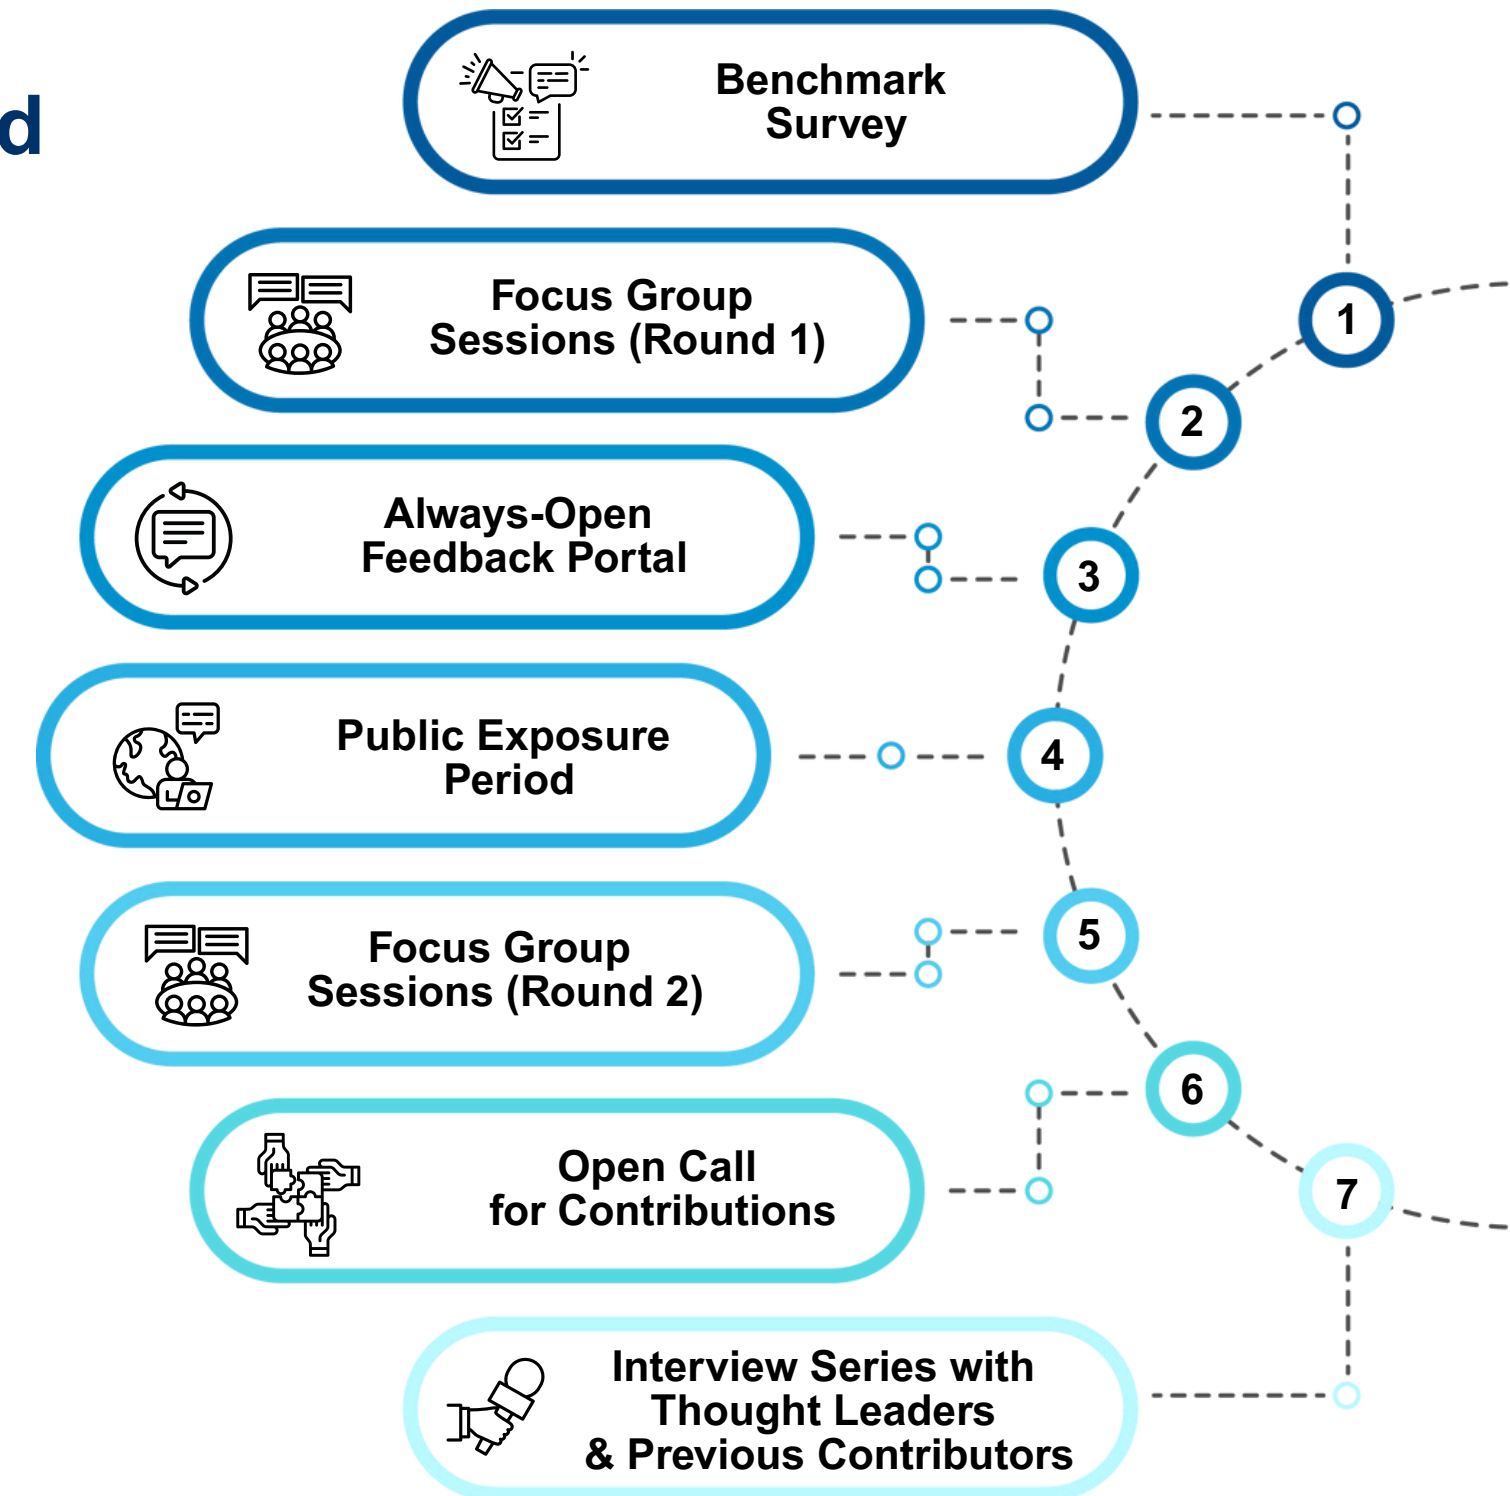 d
Benchmark
Survey
1
Focus Group
Sessions (Round 1)
2
Always-Open
Feedback Portal
3
Public Exposure
Period
4
Focus Group
Sessions (Round 2)
5
Open Call
for Contributions
6
7
Interview Series with
Thought Leaders
& Previous Contributors